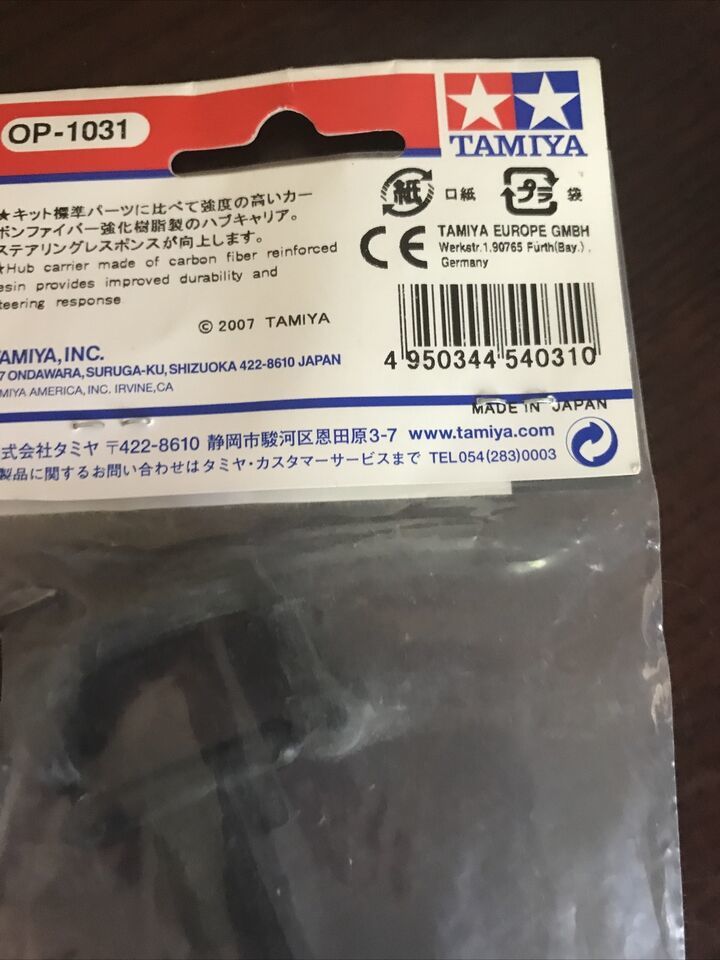 OP-1031
TAMIYA
★キット標準パーツに比べて強度の高いカー
ボンファイバー強化樹脂製のハブキャリア。
ステアリングレスポンスが向上します。
★Hub carrier made of carbon fiber reinforced
esin provides improved durability and
teering response
© 2007 TAMIYA
紙 口紙
プラ 袋
CE TAMIYA EUROPE GMBH
Werkstr.1.90765 Fürth(Bay.),
Germany
4 950344 540310
TAMIYA, INC.
7 ONDAWARA, SURUGA-KU, SHIZUOKA 422-8610 JAPAN
MIYA AMERICA, INC. IRVINE,CA
MADE IN JAPAN
式会社タミヤ 〒422-8610 静岡市駿河区恩田原3-7 www.tamiya.com
製品に関するお問い合わせはタミヤ・カスタマーサービスまで TEL054(283)0003